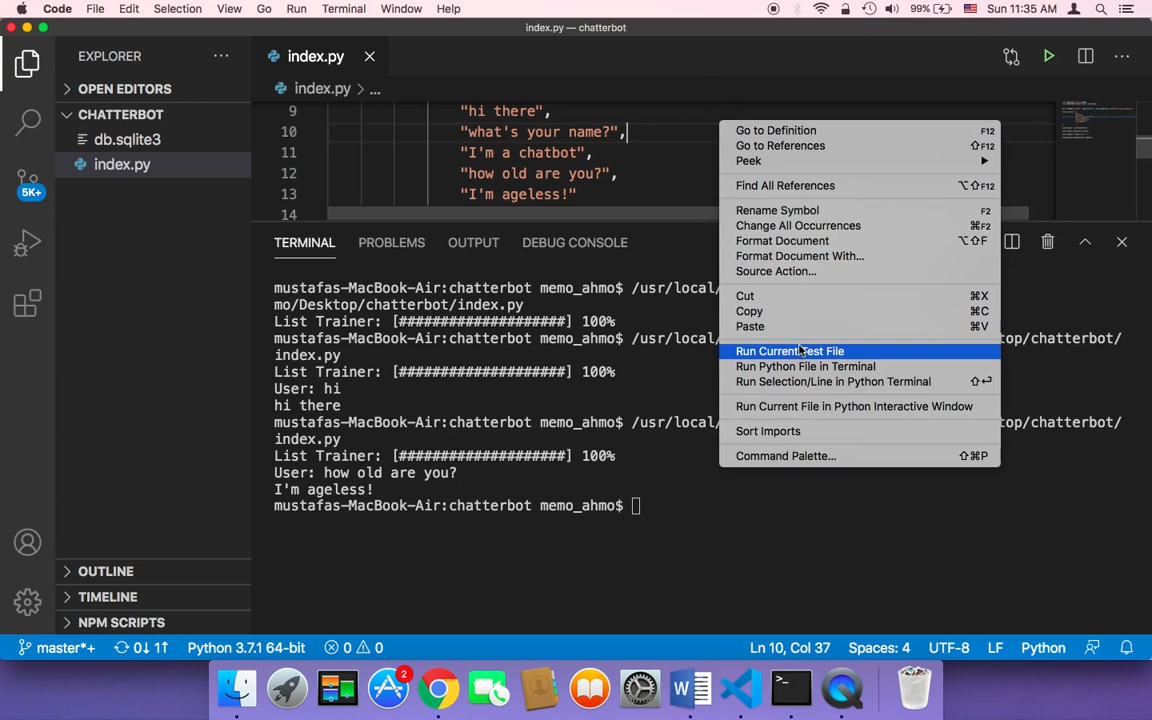 Code File Edit Selection View Go Run Terminal Window Help 99% Sun 11:35 AM
index.py — chatterbot
EXPLORER
index.py
OPEN EDITORS
index.py > ...
CHATTERBOT
db.sqlite3
index.py
5K+
9 "hi there",
10 "what's your name?",
11 "I'm a chatbot",
12 "how old are you?",
13 "I'm ageless!"
14
TERMINAL PROBLEMS OUTPUT DEBUG CONSOLE
mustafas-MacBook-Air:chatterbot memo_ahmo$ /usr/local/
mo/Desktop/chatterbot/index.py
List Trainer: [####################] 100%
mustafas-MacBook-Air:chatterbot memo_ahmo$ /usr/local/ top/chatterbot/
index.py
List Trainer: [####################] 100%
User: hi
hi there
mustafas-MacBook-Air:chatterbot memo_ahmo$ /usr/local/ top/chatterbot/
index.py
List Trainer: [####################] 100%
User: how old are you?
I'm ageless!
mustafas-MacBook-Air:chatterbot memo_ahmo$
Go to Definition F12
Go to References ⇧F12
Peek
Find All References ⌥⇧F12
Rename Symbol F2
Change All Occurrences ⌘F2
Format Document ⌥⇧F
Format Document With...
Source Action...
Cut ⌘X
Copy ⌘C
Paste ⌘V
Run Current Test File
Run Python File in Terminal
Run Selection/Line in Python Terminal ⇧⏎
Run Current File in Python Interactive Window
Sort Imports
Command Palette... ⇧⌘P
OUTLINE
TIMELINE
NPM SCRIPTS
master*+ 0↓ 1↑ Python 3.7.1 64-bit 0 0 Ln 10, Col 37 Spaces: 4 UTF-8 LF Python
2